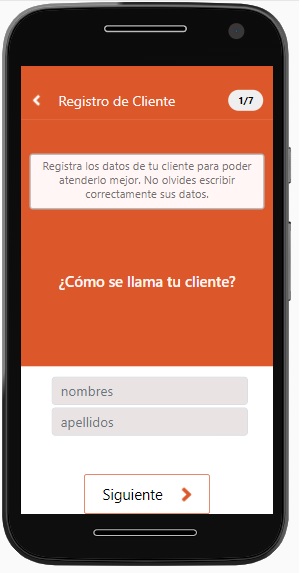 Registro de Cliente
1/7
Registra los datos de tu cliente para poder
atenderlo mejor. No olvides escribir
correctamente sus datos.
¿Cómo se llama tu cliente?
nombres
apellidos
Siguiente